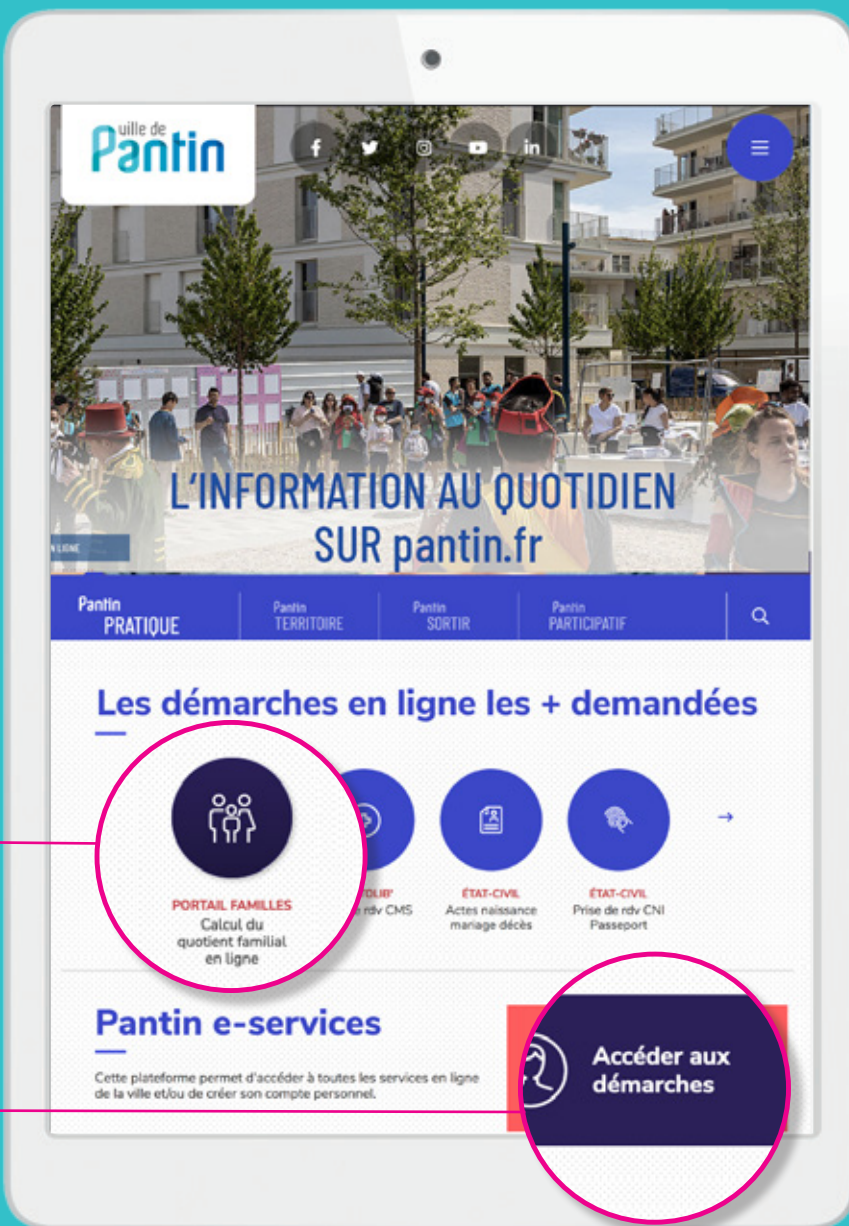 ville de
Pantin
L'INFORMATION AU QUOTIDIEN
SUR pantin.fr
N LIGNE
Pantin
PRATIQUE
Pantin
TERRITOIRE
Pantin
SORTIR
Pantin
PARTICIPATIF
Les démarches en ligne les + demandées
PORTAIL FAMILLES
Calcul du
quotient familial
en ligne
OLIB'
rdv CMS
ÉTAT-CIVIL
Actes naissance
mariage décès
ÉTAT-CIVIL
Prise de rdv CNI
Passeport
Pantin e-services
Cette plateforme permet d'accéder à toutes les services en ligne
de la ville et/ou de créer son compte personnel.
Accéder aux
démarches